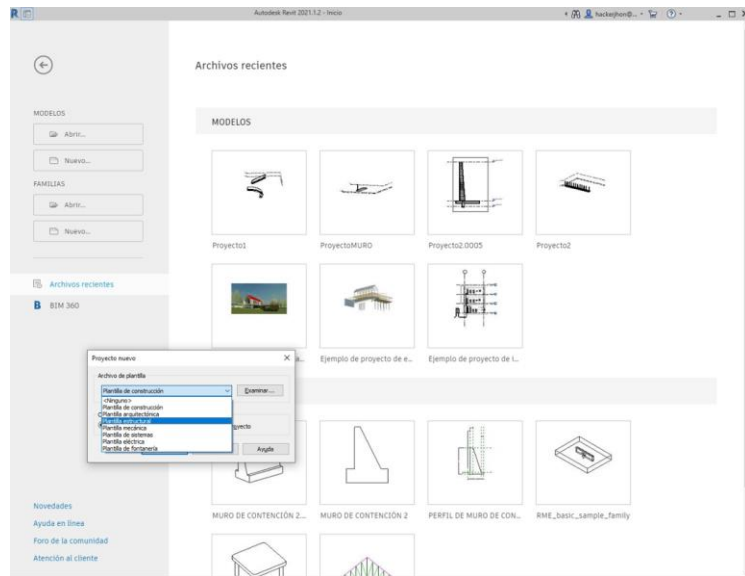 Autodesk Revit 2021.1.2 - Inicio
hackerjhon@...
Archivos recientes
MODELOS
Abrir...
Nuevo...
FAMILIAS
Abrir...
Nuevo...
Archivos recientes
BIM 360
MODELOS
Proyecto1
ProyectoMURO
Proyecto2.0005
Proyecto2
Ejemplo de proyecto de e...
Ejemplo de proyecto de i...
Proyecto nuevo
Archivo de plantilla
Plantilla de construcción
Examinar...
<Ninguno>
Plantilla de construcción
Plantilla arquitectónica
Plantilla estructural
Plantilla mecánica
Plantilla de sistemas
Plantilla eléctrica
Plantilla de fontanería
Ayuda
MURO DE CONTENCIÓN 2...
MURO DE CONTENCIÓN 2
PERFIL DE MURO DE CON...
RME_basic_sample_family
Novedades
Ayuda en línea
Foro de la comunidad
Atención al cliente